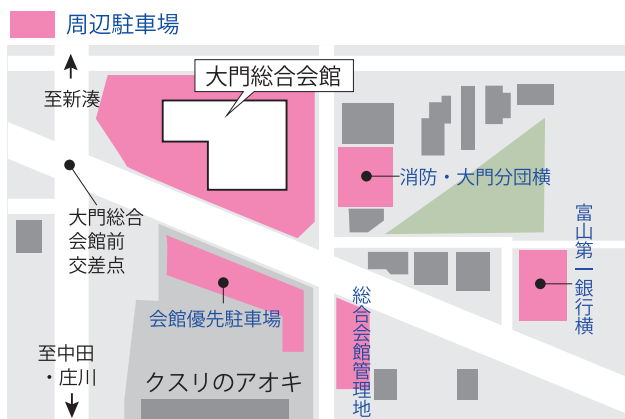 周辺駐車場
大門総合会館
至新湊
消防・大門分団横
大門総合
会館前
交差点
富山第一銀行横
会館優先駐車場
総合会館管理地
至中田
・庄川
クスリのアオキ